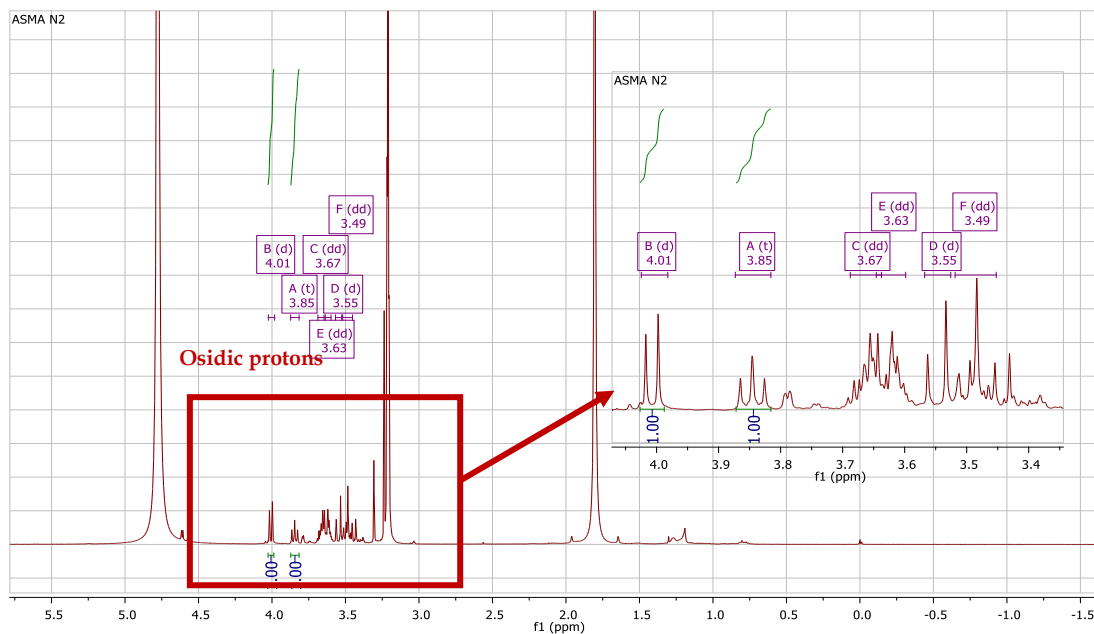 ASMA N2
F (dd)
3.49
B (d)
4.01
C (dd)
3.67
A (t)
3.85
D (d)
3.55
E (dd)
3.63
Osidic protons
.00
.00
5.0
4.5
4.0
3.5
3.0
2.5
2.0
1.5
1.0
0.5
0.0
-0.5
-1.0
-1.5
f1 (ppm)
ASMA N2
E (dd)
3.63
F (dd)
3.49
B (d)
4.01
A (t)
3.85
C (dd)
3.67
D (d)
3.55
1.00
1.00
4.0
3.9
3.8
3.7
3.6
3.5
3.4
f1 (ppm)